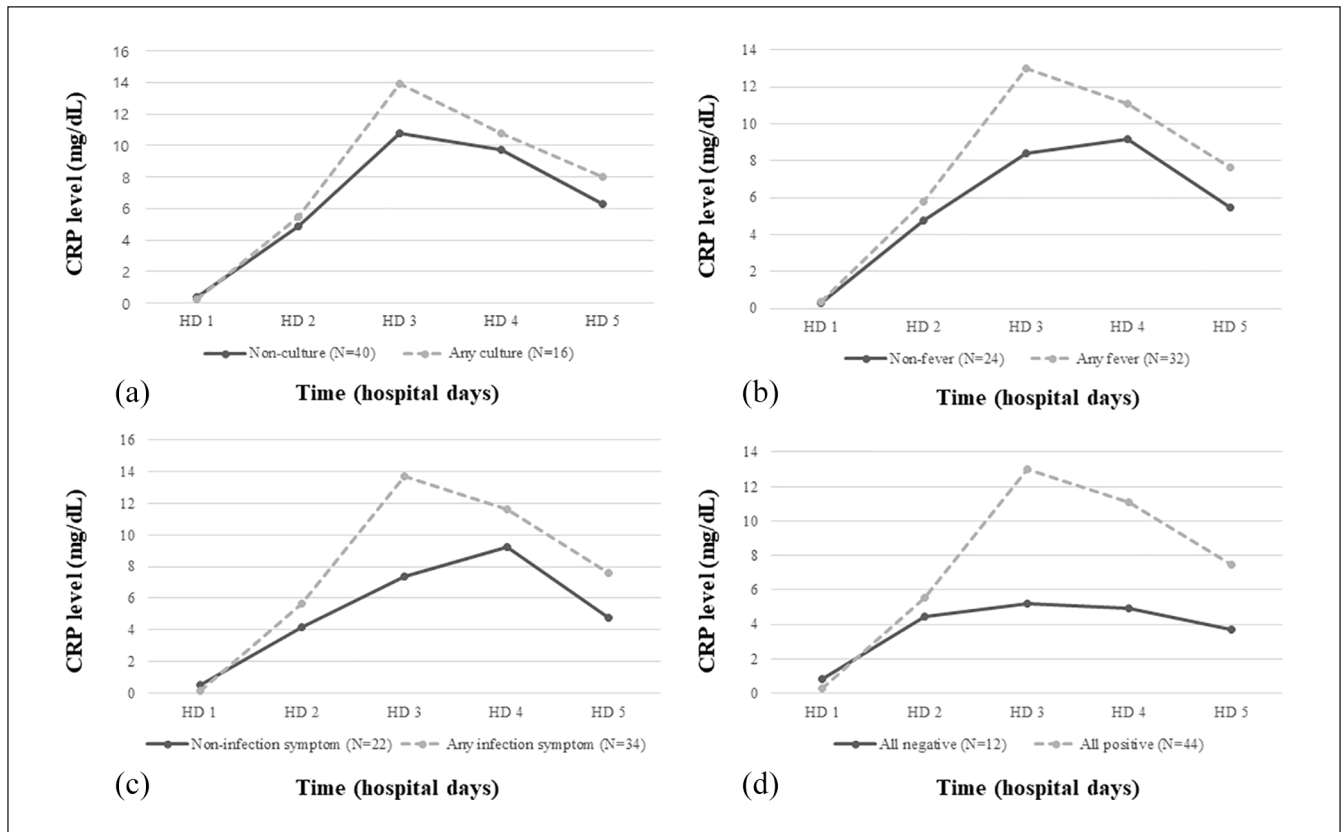 16
14
12
10
8
6
4
2
0
CRP level (mg/dL)
HD 1 HD 2 HD 3 HD 4 HD 5
Non-culture (N=40) Any culture (N=16)
Time (hospital days)
(a)
14
12
10
8
6
4
2
0
CRP level (mg/dL)
HD 1 HD 2 HD 3 HD 4 HD 5
Non-fever (N=24) Any fever (N=32)
Time (hospital days)
(b)
16
14
12
10
8
6
4
2
0
CRP level (mg/dL)
HD 1 HD 2 HD 3 HD 4 HD 5
Non-infection symptom (N=22) Any infection symptom (N=34)
Time (hospital days)
(c)
14
12
10
8
6
4
2
0
CRP level (mg/dL)
HD 1 HD 2 HD 3 HD 4 HD 5
All negative (N=12) All positive (N=44)
Time (hospital days)
(d)